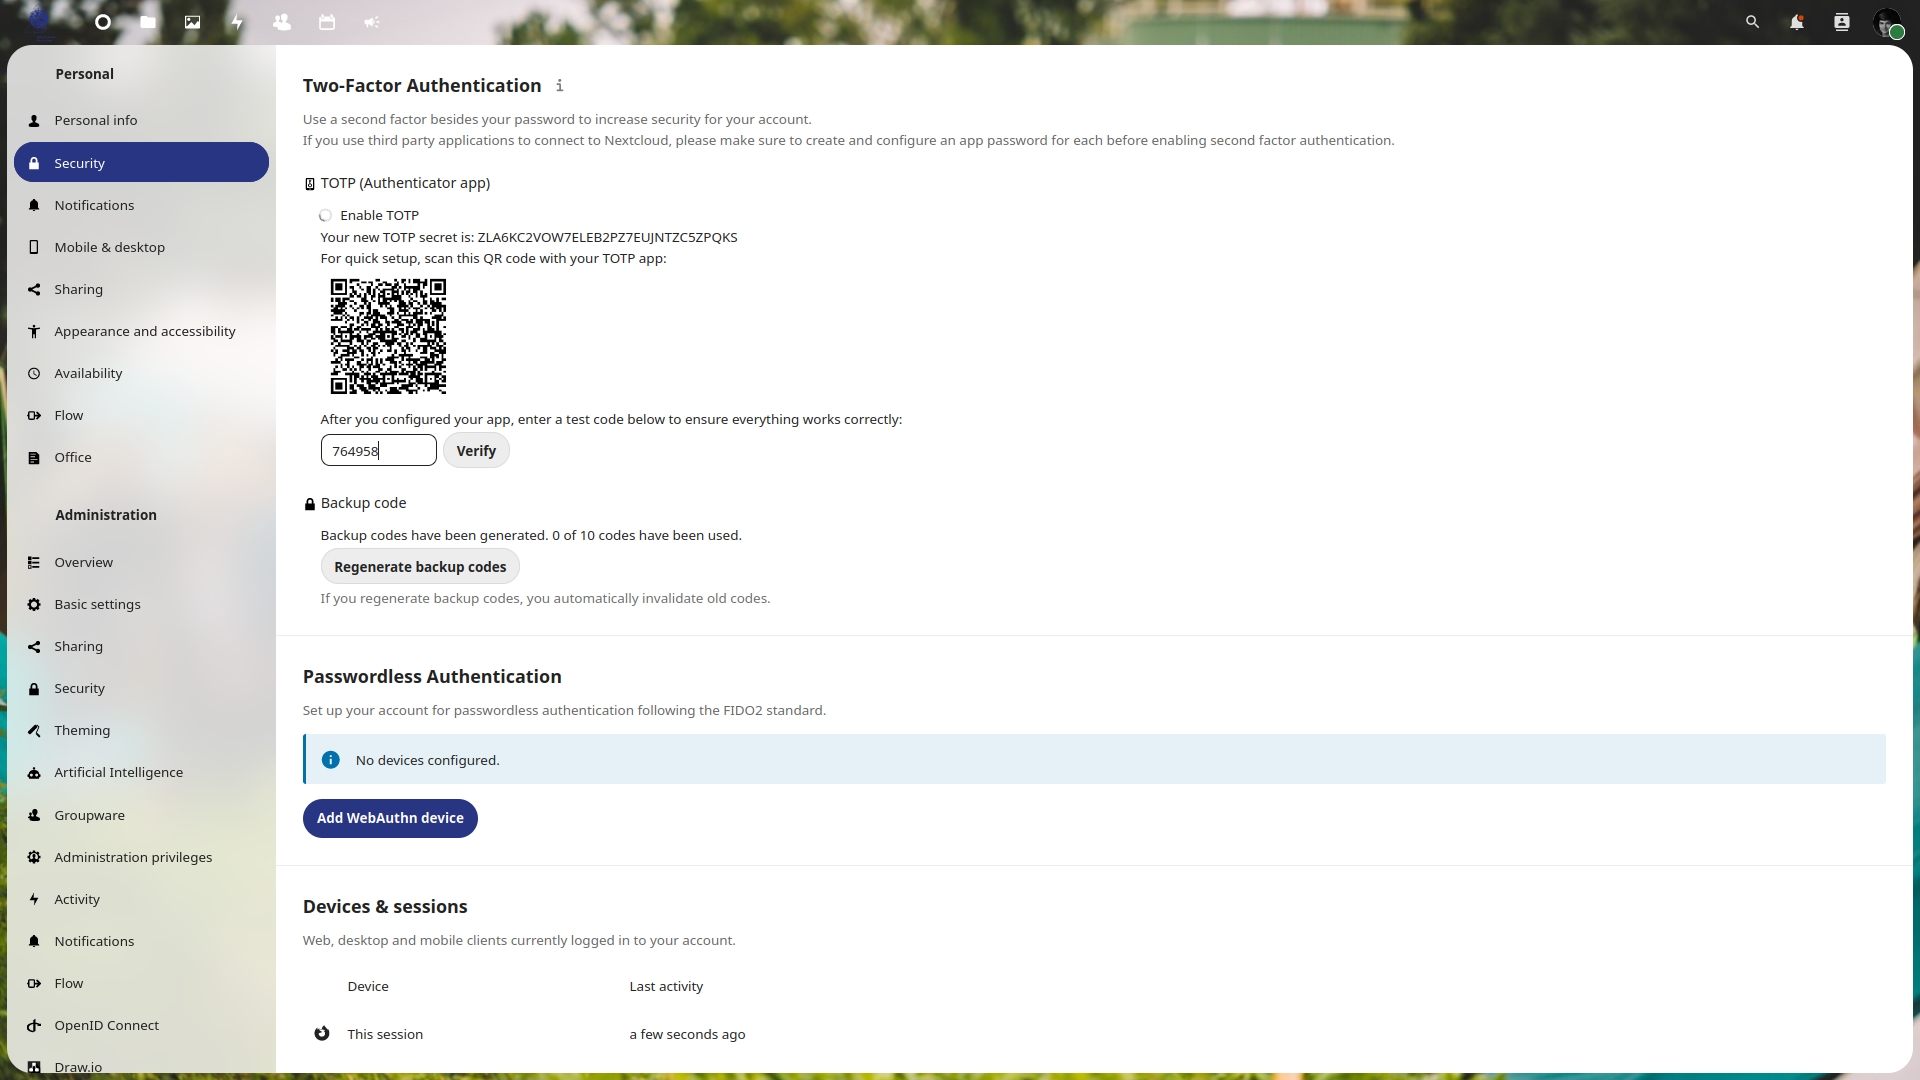 Personal
Personal info
Security
Notifications
Mobile & desktop
Sharing
Appearance and accessibility
Availability
Flow
Office
Administration
Overview
Basic settings
Sharing
Security
Theming
Artificial Intelligence
Groupware
Administration privileges
Activity
Notifications
Flow
OpenID Connect
Draw.io
Two-Factor Authentication
Use a second factor besides your password to increase security for your account.
If you use third party applications to connect to Nextcloud, please make sure to create and configure an app password for each before enabling second factor authentication.
TOTP (Authenticator app)
Enable TOTP
Your new TOTP secret is: ZLA6KC2VOW7ELEB2PZ7EUJNTZC5ZPQKS
For quick setup, scan this QR code with your TOTP app:
After you configured your app, enter a test code below to ensure everything works correctly:
764958
Verify
Backup code
Backup codes have been generated. 0 of 10 codes have been used.
Regenerate backup codes
If you regenerate backup codes, you automatically invalidate old codes.
Passwordless Authentication
Set up your account for passwordless authentication following the FIDO2 standard.
No devices configured.
Add WebAuthn device
Devices & sessions
Web, desktop and mobile clients currently logged in to your account.
Device Last activity
This session a few seconds ago